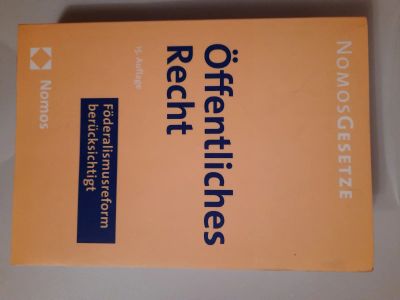 NOMOSGESETZE
Öffentliches
Recht
15. Auflage
Föderalismusreform
berücksichtigt
Nomos